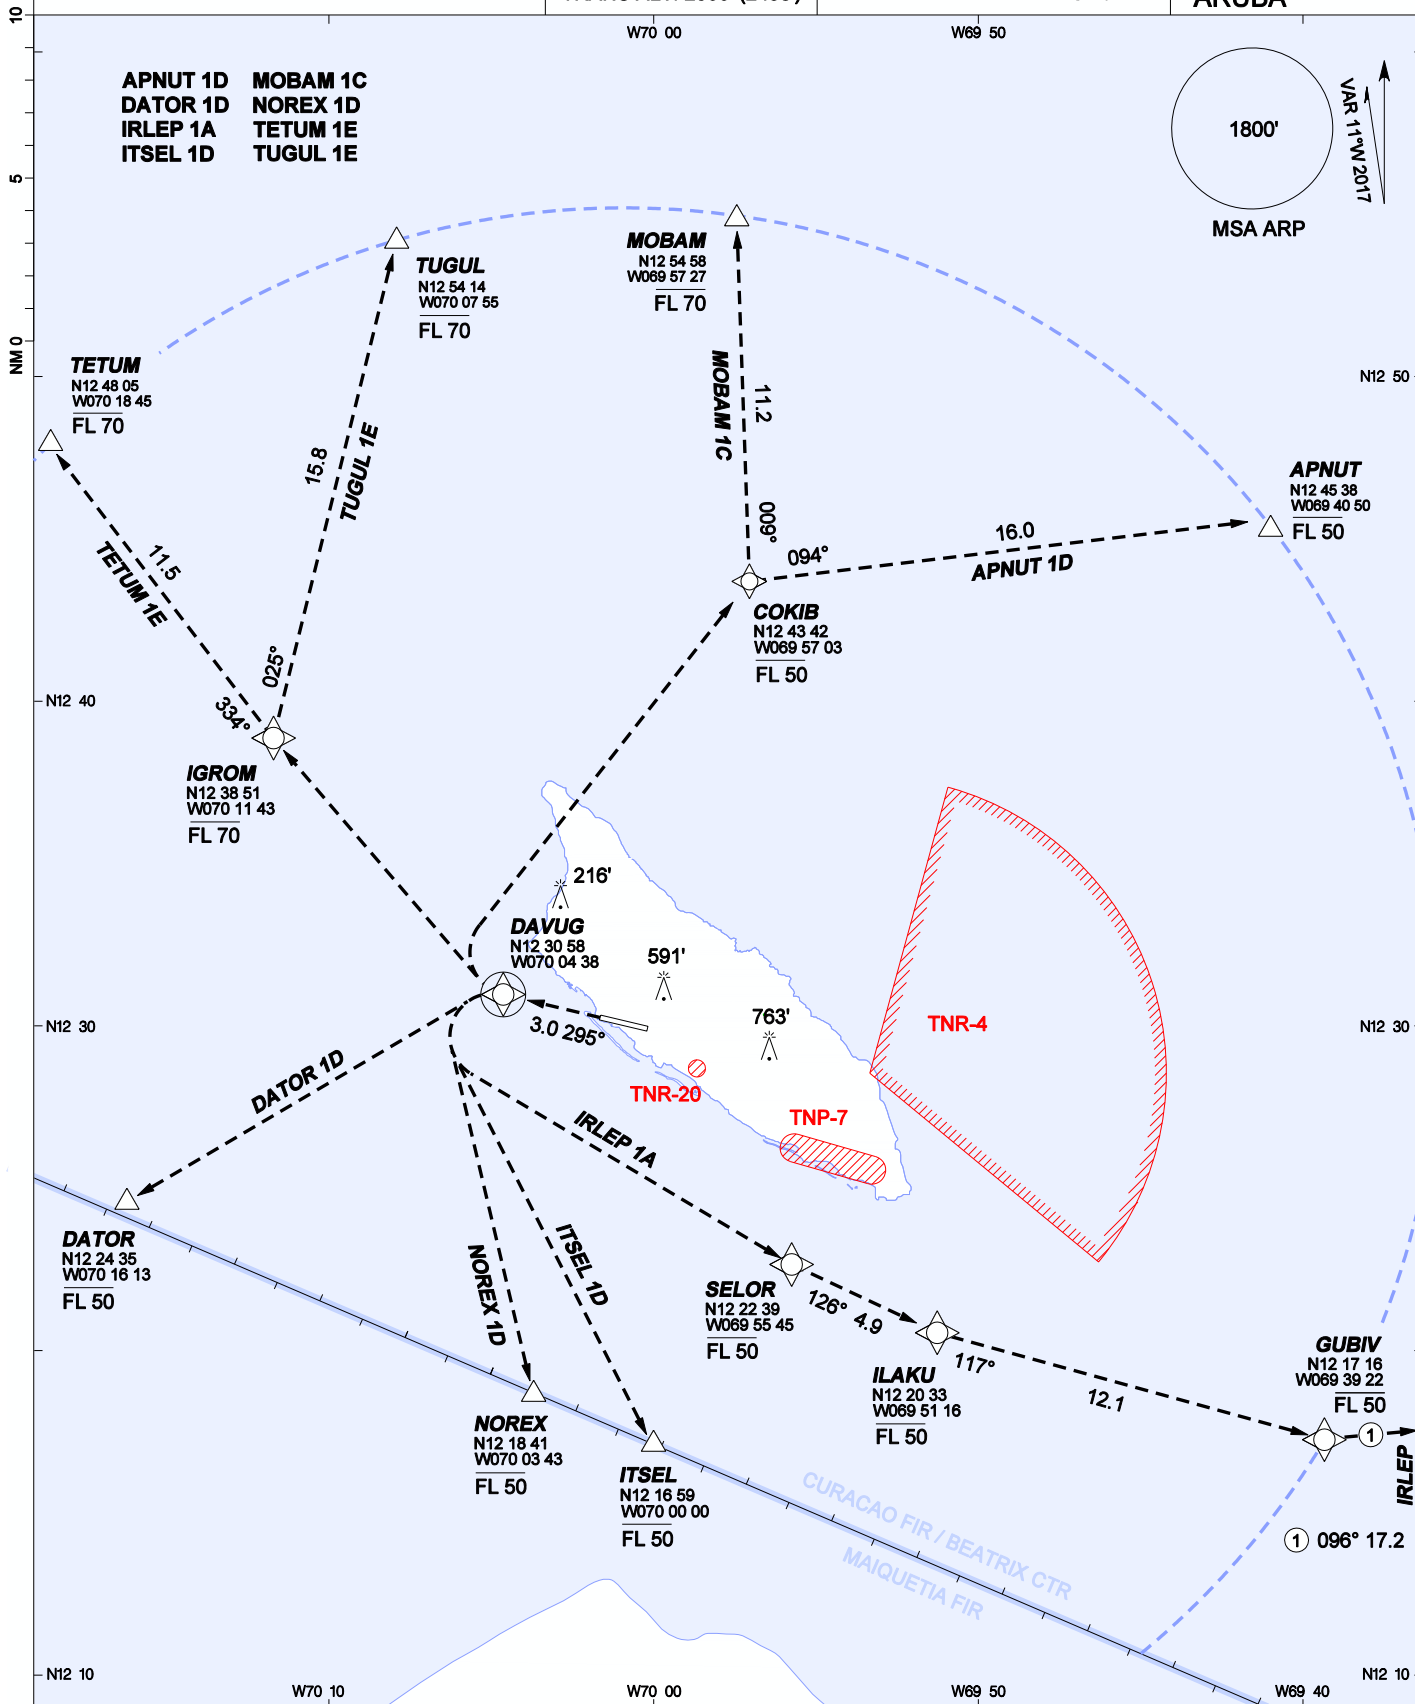 ARUBA
10
W70 00
W69 50
APNUT 1D MOBAM 1C
DATOR 1D NOREX 1D
IRLEP 1A TETUM 1E
ITSEL 1D TUGUL 1E
1800'
MSA ARP
VAR 11°W 2017
5
NM 0
MOBAM
N12 54 58
W069 57 27
FL 70
TUGUL
N12 54 14
W070 07 55
FL 70
TETUM
N12 48 05
W070 18 45
FL 70
N12 50
MOBAM 1C
11.2
009°
15.8
TUGUL 1E
025°
APNUT
N12 45 38
W069 40 50
FL 50
11.5
TETUM 1E
334°
094°
16.0
APNUT 1D
COKIB
N12 43 42
W069 57 03
FL 50
N12 40
IGROM
N12 38 51
W070 11 43
FL 70
216'
DAVUG
N12 30 58
W070 04 38
591'
763'
TNR-4
N12 30
N12 30
3.0 295°
TNR-20
TNP-7
DATOR 1D
IRLEP 1A
DATOR
N12 24 35
W070 16 13
FL 50
NOREX 1D
ITSEL 1D
SELOR
N12 22 39
W069 55 45
FL 50
126° 4.9
ILAKU
N12 20 33
W069 51 16
FL 50
117°
12.1
GUBIV
N12 17 16
W069 39 22
FL 50
1
IRLEP
NOREX
N12 18 41
W070 03 43
FL 50
ITSEL
N12 16 59
W070 00 00
FL 50
CURACAO FIR / BEATRIX CTR
MAIQUETIA FIR
1 096° 17.2
N12 10
N12 10
W70 10
W70 00
W69 50
W69 40